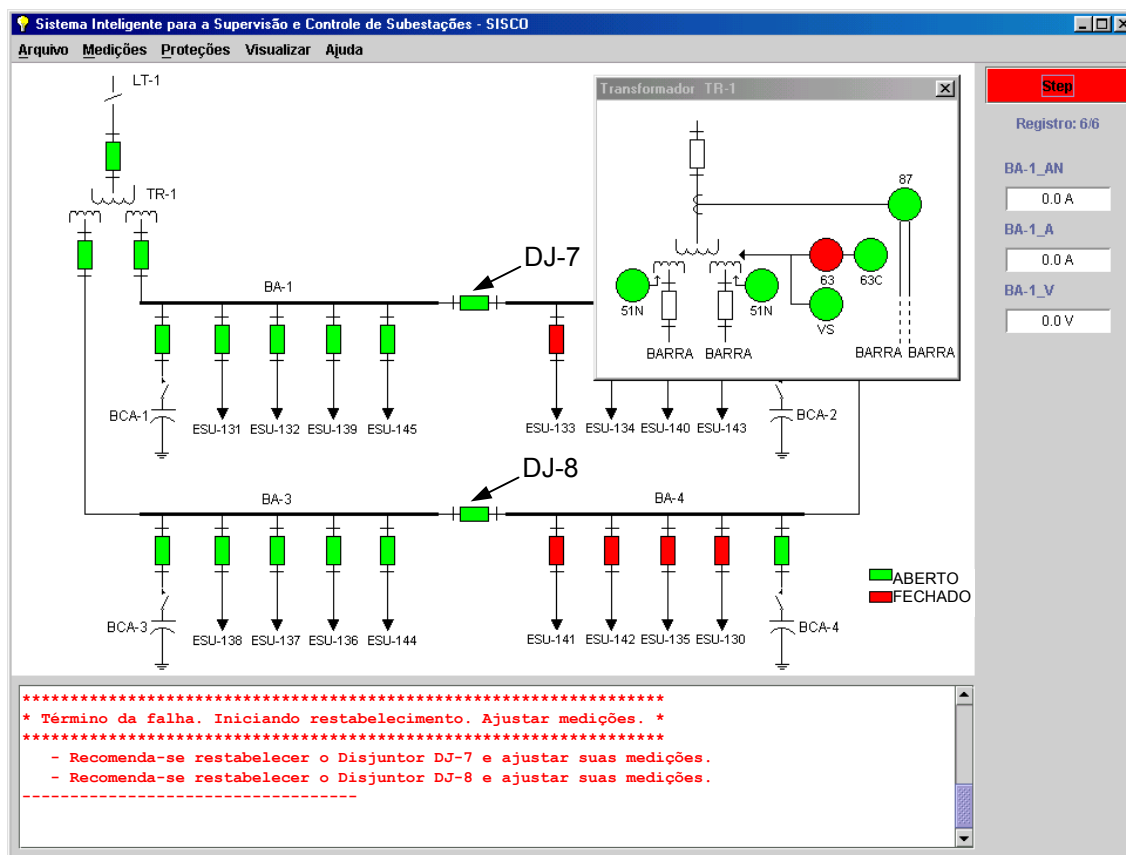 Sistema Inteligente para a Supervisão e Controle de Subestações - SISCO
Arquivo Medições Proteções Visualizar Ajuda
LT-1
TR-1
BA-1
DJ-7
BCA-1
ESU-131 ESU-132 ESU-139 ESU-145
ESU-133 ESU-134 ESU-140 ESU-143
BCA-2
Transformador TR-1
87
63 63C
51N 51N
VS
BARRA BARRA
BARRA BARRA
Step
Registro: 6/6
BA-1_AN
0.0 A
BA-1_A
0.0 A
BA-1_V
0.0 V
DJ-8
BA-3 BA-4
BCA-3
ESU-138 ESU-137 ESU-136 ESU-144
ESU-141 ESU-142 ESU-135 ESU-130
BCA-4
ABERTO
FECHADO
*******************************************************************
* Término da falha. Iniciando restabelecimento. Ajustar medições. *
*******************************************************************
- Recomenda-se restabelecer o Disjuntor DJ-7 e ajustar suas medições.
- Recomenda-se restabelecer o Disjuntor DJ-8 e ajustar suas medições.
-----------------------------------